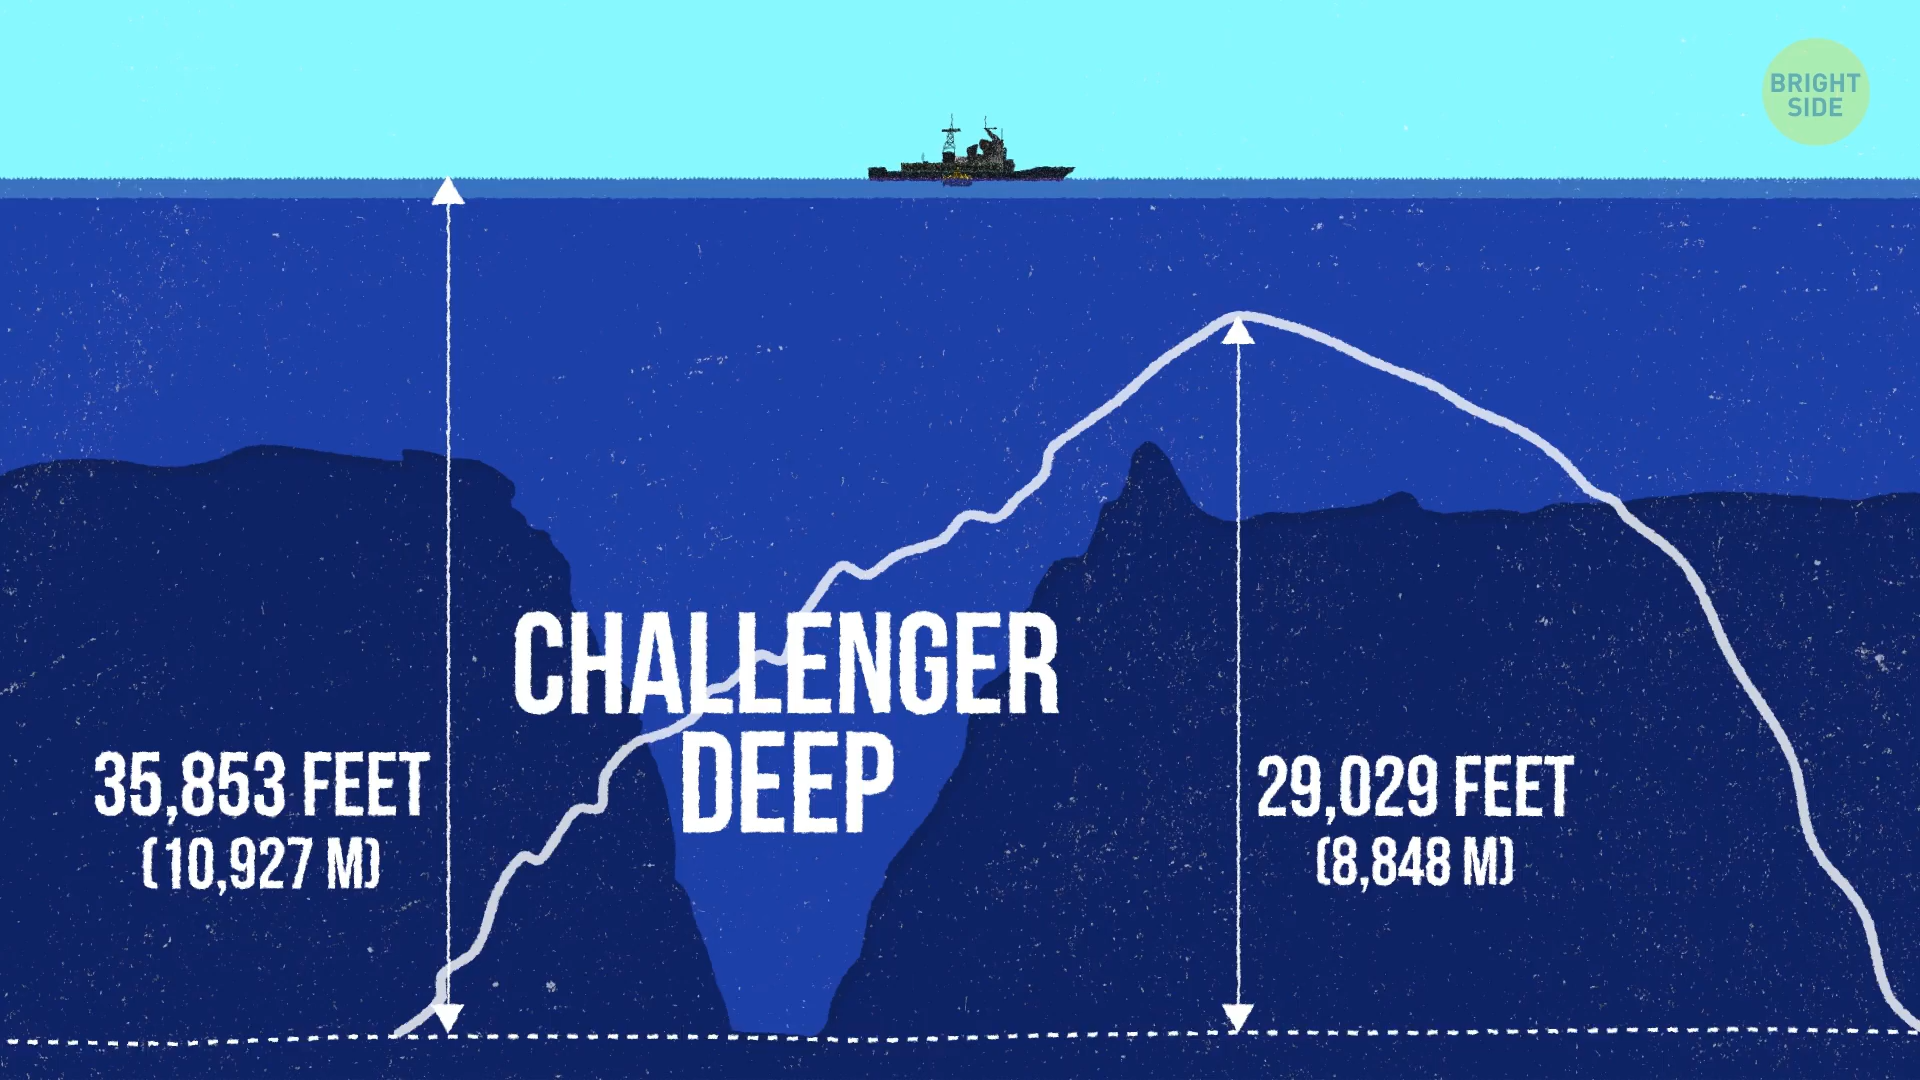 BRIGHT
SIDE
CHALLENGER
DEEP
35,853 FEET
(10,927 M)
29,029 FEET
(8,848 M)